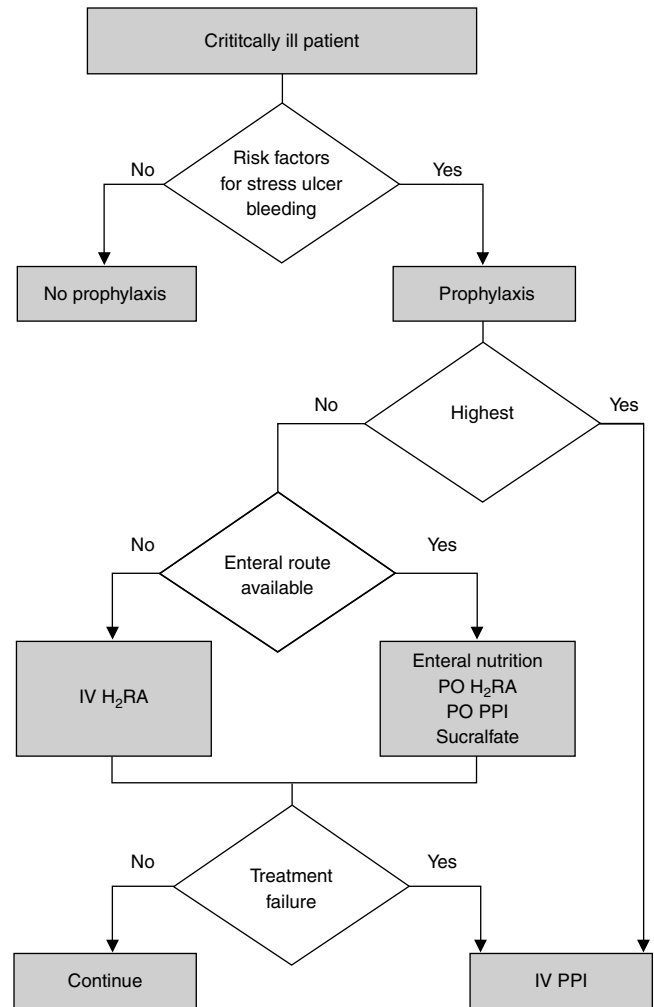 Crititcally ill patient
No
Risk factors
for stress ulcer
bleeding
Yes
No prophylaxis
Prophylaxis
No
Highest
Yes
No
Enteral route
available
Yes
IV H₂RA
Enteral nutrition
PO H₂RA
PO PPI
Sucralfate
No
Treatment
failure
Yes
Continue
IV PPI